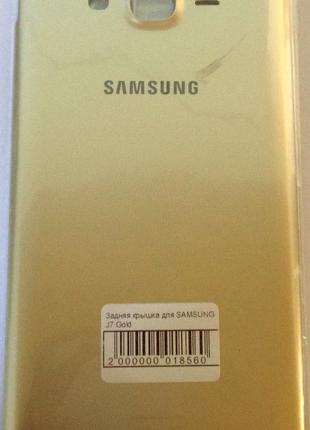 SAMSUNG
Задняя крышка для SAMSUNG
J7 Gold
2 000000 018560